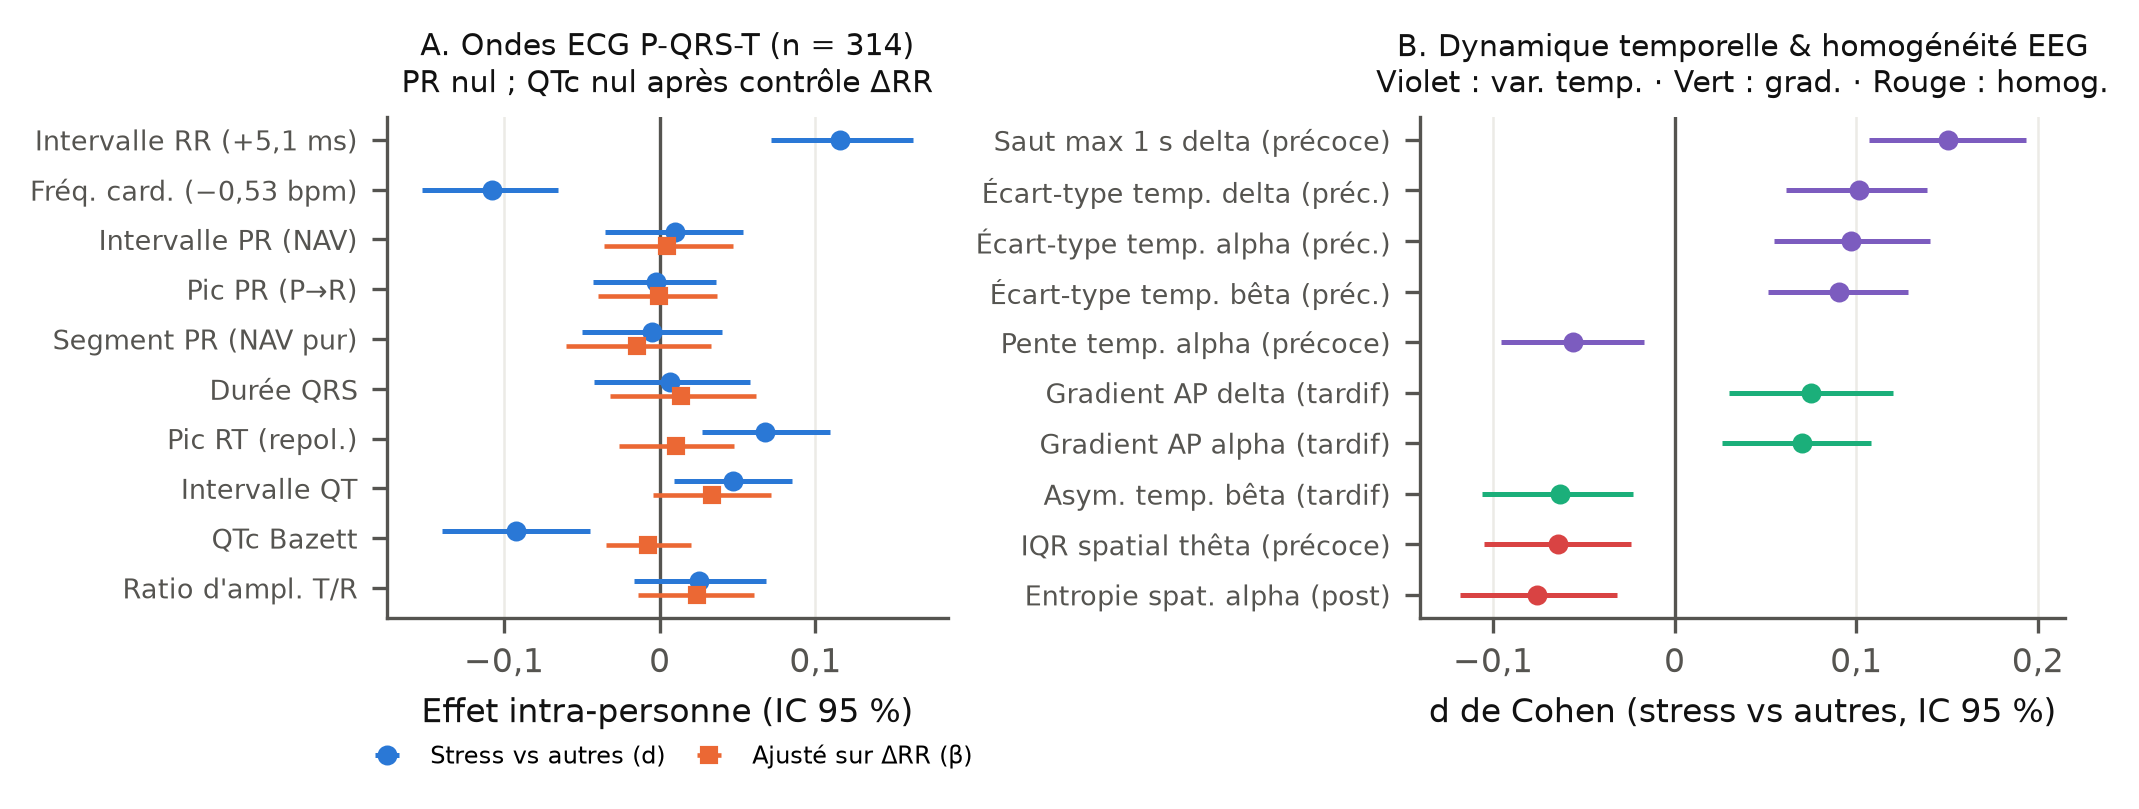 A. Ondes ECG P-QRS-T (n = 314)
PR nul ; QTc nul après contrôle ΔRR
Intervalle RR (+5,1 ms)
Fréq. card. (−0,53 bpm)
Intervalle PR (NAV)
Pic PR (P→R)
Segment PR (NAV pur)
Durée QRS
Pic RT (repol.)
Intervalle QT
QTc Bazett
Ratio d'ampl. T/R
−0,1
0
0,1
Effet intra-personne (IC 95 %)
Stress vs autres (d)
Ajusté sur ΔRR (β)
B. Dynamique temporelle & homogénéité EEG
Violet : var. temp. · Vert : grad. · Rouge : homog.
Saut max 1 s delta (précoce)
Écart-type temp. delta (préc.)
Écart-type temp. alpha (préc.)
Écart-type temp. bêta (préc.)
Pente temp. alpha (précoce)
Gradient AP delta (tardif)
Gradient AP alpha (tardif)
Asym. temp. bêta (tardif)
IQR spatial thêta (précoce)
Entropie spat. alpha (post)
−0,1
0
0,1
0,2
d de Cohen (stress vs autres, IC 95 %)